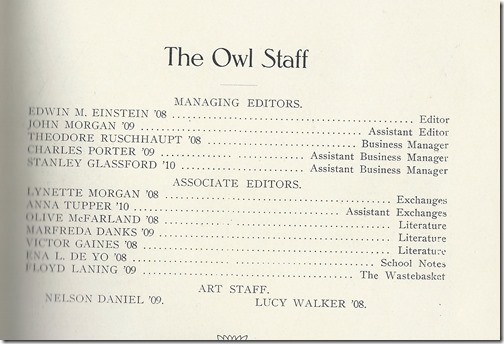 The Owl Staff
MANAGING EDITORS.
EDWIN M. EINSTEIN '08 ........ Editor
JOHN MORGAN '09 ........ Assistant Editor
THEODORE RUSCHHAUPT '08 ........ Business Manager
CHARLES PORTER '09 ........ Assistant Business Manager
STANLEY GLASSFORD '10 ........ Assistant Business Manager
ASSOCIATE EDITORS.
LYNETTE MORGAN '08 ........ Exchanges
ANNA TUPPER '10 ........ Assistant Exchanges
OLIVE McFARLAND '08 ........ Literature
MARFREDA DANKS '09 ........ Literature
VICTOR GAINES '08 ........ Literature
ENA L. DE YO '08 ........ School Notes
FLOYD LANING '09 ........ The Wastebasket
ART STAFF.
NELSON DANIEL '09. LUCY WALKER '08.